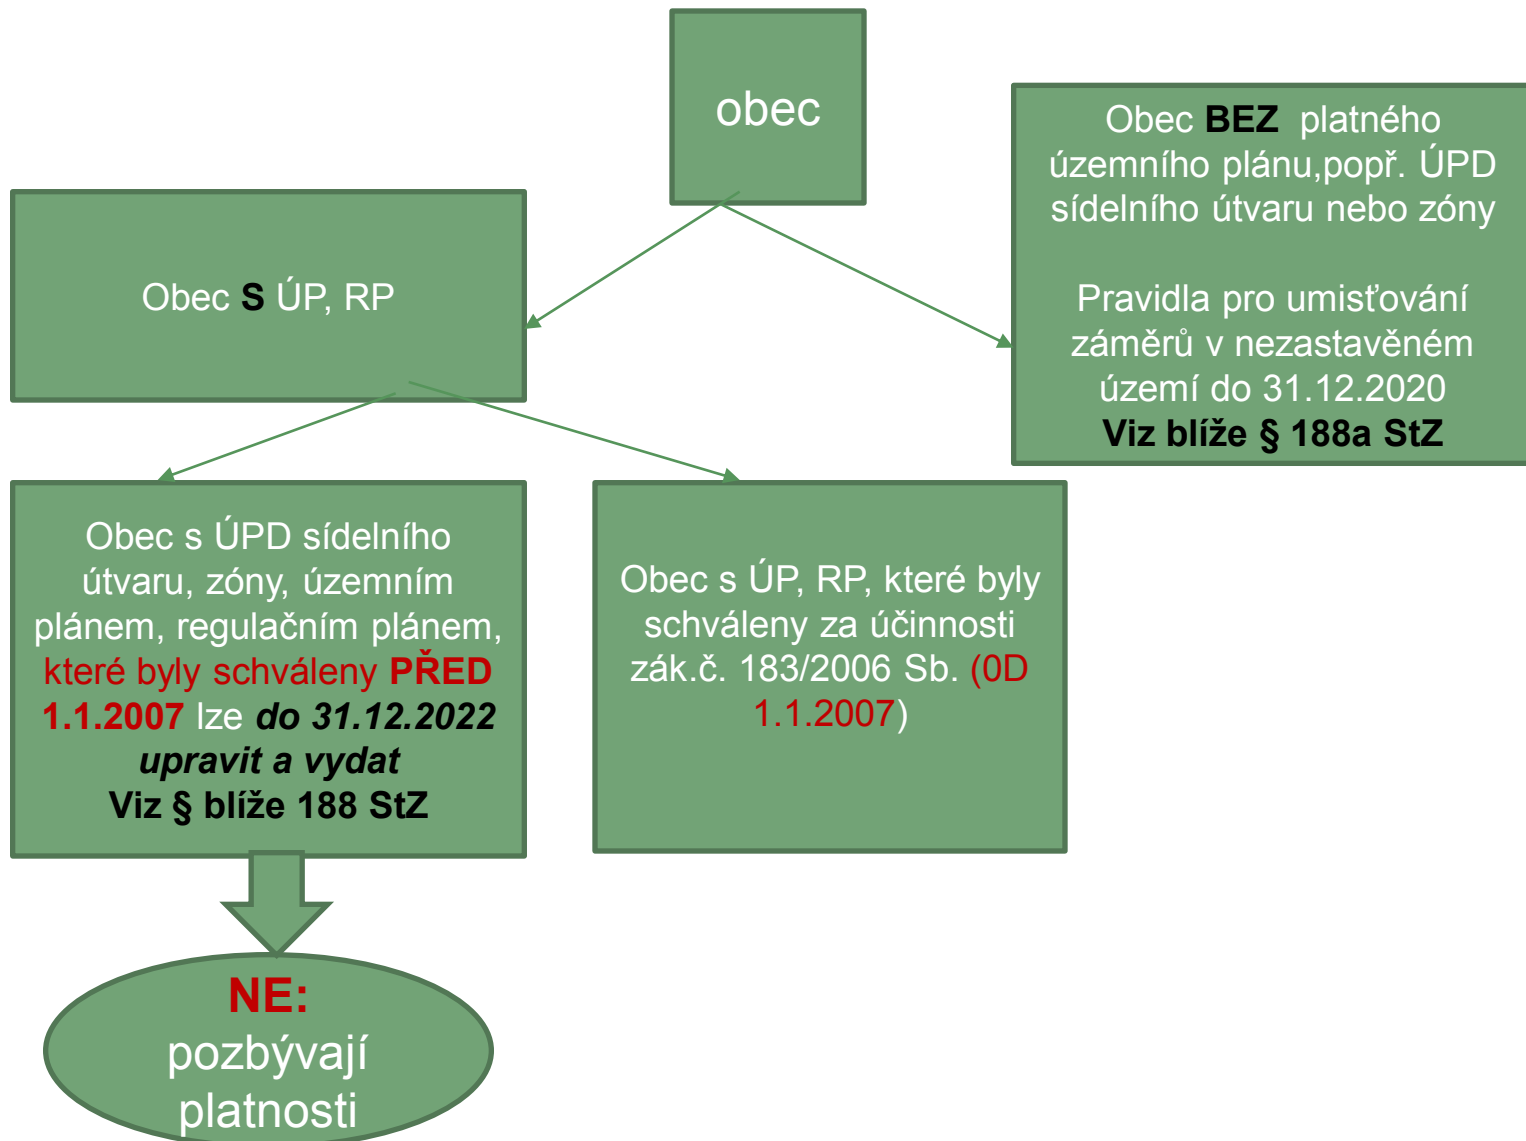 obec
Obec BEZ platného
územního plánu,popř. ÚPD
sídelního útvaru nebo zóny
Pravidla pro umisťování
záměrů v nezastavěném
území do 31.12.2020
Viz blíže § 188a StZ
Obec S ÚP, RP
Obec s ÚPD sídelního
útvaru, zóny, územním
plánem, regulačním plánem,
které byly schváleny PŘED
1.1.2007 lze do 31.12.2022
upravit a vydat
Viz § blíže 188 StZ
Obec s ÚP, RP, které byly
schváleny za účinnosti
zák.č. 183/2006 Sb. (0D
1.1.2007)
NE:
pozbývají
platnosti